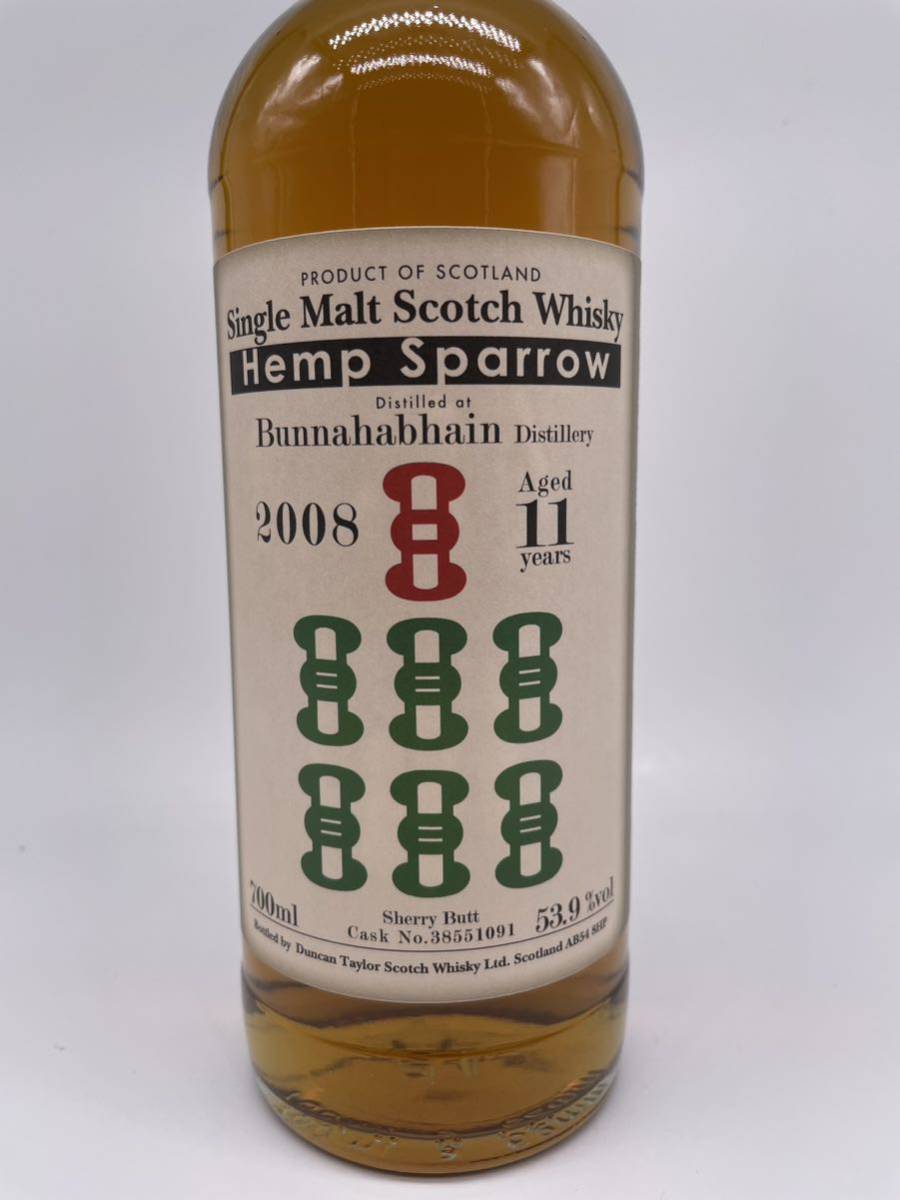 PRODUCT OF SCOTLAND
Single Malt Scotch Whisky
Hemp Sparrow
Distilled at
Bunnahabhain Distillery
2008
Aged
11
years
700ml
Sherry Butt
53.9 %vol
Cask No.38551091
Bottled by Duncan Taylor Scotch Whisky Ltd. Scotland AB54 8HP